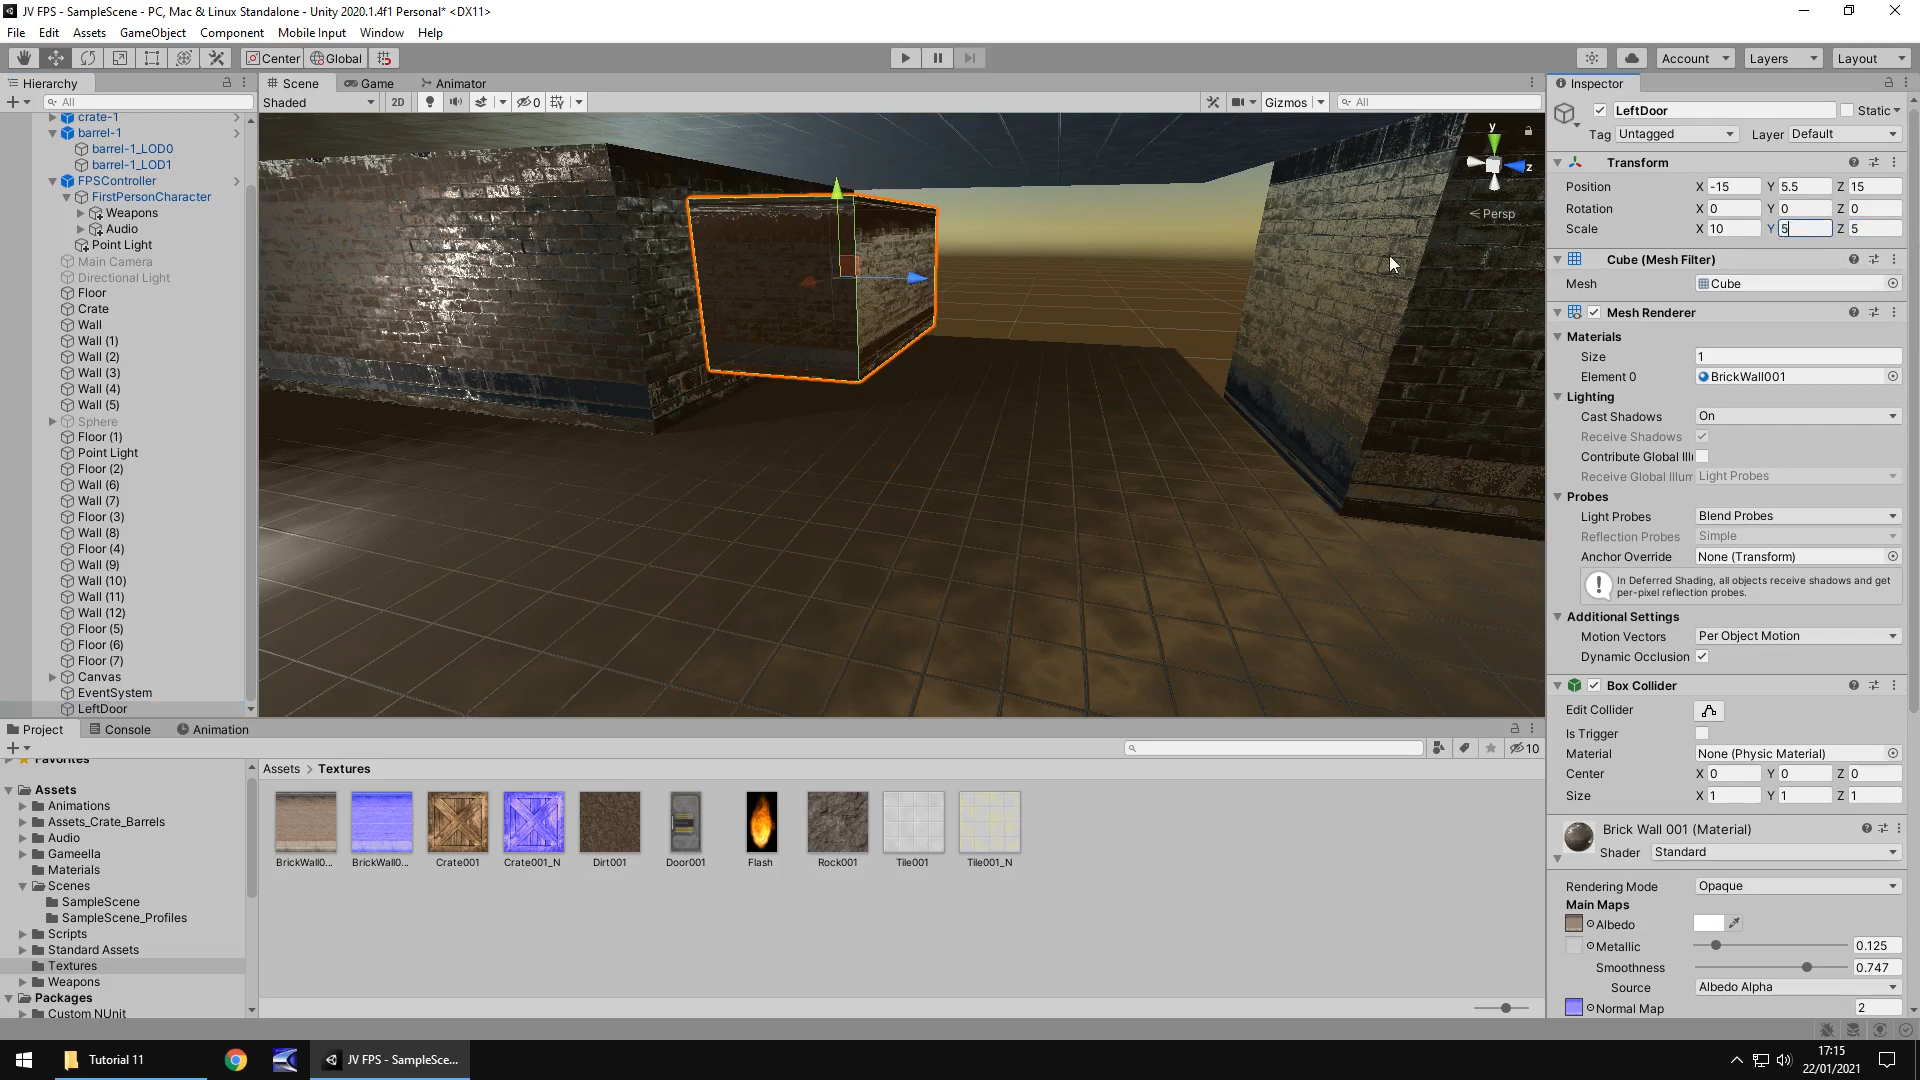 JV FPS - SampleScene - PC, Mac & Linux Standalone - Unity 2020.1.4f1 Personal* <DX11>
File Edit Assets GameObject Component Mobile Input Window Help
Center Global Account Layers Layout
Hierarchy
All
crate-1
barrel-1
barrel-1_LOD0
barrel-1_LOD1
FPSController
FirstPersonCharacter
Weapons
Audio
Point Light
Main Camera
Directional Light
Floor
Crate
Wall
Wall (1)
Wall (2)
Wall (3)
Wall (4)
Wall (5)
Sphere
Floor (1)
Point Light
Floor (2)
Wall (6)
Wall (7)
Floor (3)
Wall (8)
Floor (4)
Wall (9)
Wall (10)
Wall (11)
Wall (12)
Floor (5)
Floor (6)
Floor (7)
Canvas
EventSystem
LeftDoor
Scene Game Animator
Shaded 2D 0 Gizmos All
y
z
Persp
Inspector
LeftDoor Static
Tag Untagged Layer Default
Transform
Position X -15 Y 5.5 Z 15
Rotation X 0 Y 0 Z 0
Scale X 10 Y 5 Z 5
Cube (Mesh Filter)
Mesh Cube
Mesh Renderer
Materials
Size 1
Element 0 BrickWall001
Lighting
Cast Shadows On
Receive Shadows
Contribute Global Illu
Receive Global Illum Light Probes
Probes
Light Probes Blend Probes
Reflection Probes Simple
Anchor Override None (Transform)
In Deferred Shading, all objects receive shadows and get
per-pixel reflection probes.
Additional Settings
Motion Vectors Per Object Motion
Dynamic Occlusion
Box Collider
Edit Collider
Is Trigger
Material None (Physic Material)
Center X 0 Y 0 Z 0
Size X 1 Y 1 Z 1
Brick Wall 001 (Material)
Shader Standard
Rendering Mode Opaque
Main Maps
Albedo
Metallic 0.125
Smoothness 0.747
Source Albedo Alpha
Normal Map 2
Project Console Animation
10
Favorites
Assets
Animations
Assets_Crate_Barrels
Audio
Gameella
Materials
Scenes
SampleScene
SampleScene_Profiles
Scripts
Standard Assets
Textures
Weapons
Packages
Custom NUnit
Assets > Textures
BrickWall0... BrickWall0... Crate001 Crate001_N Dirt001 Door001 Flash Rock001 Tile001 Tile001_N
Tutorial 11
JV FPS - SampleSce...
17:15
22/01/2021